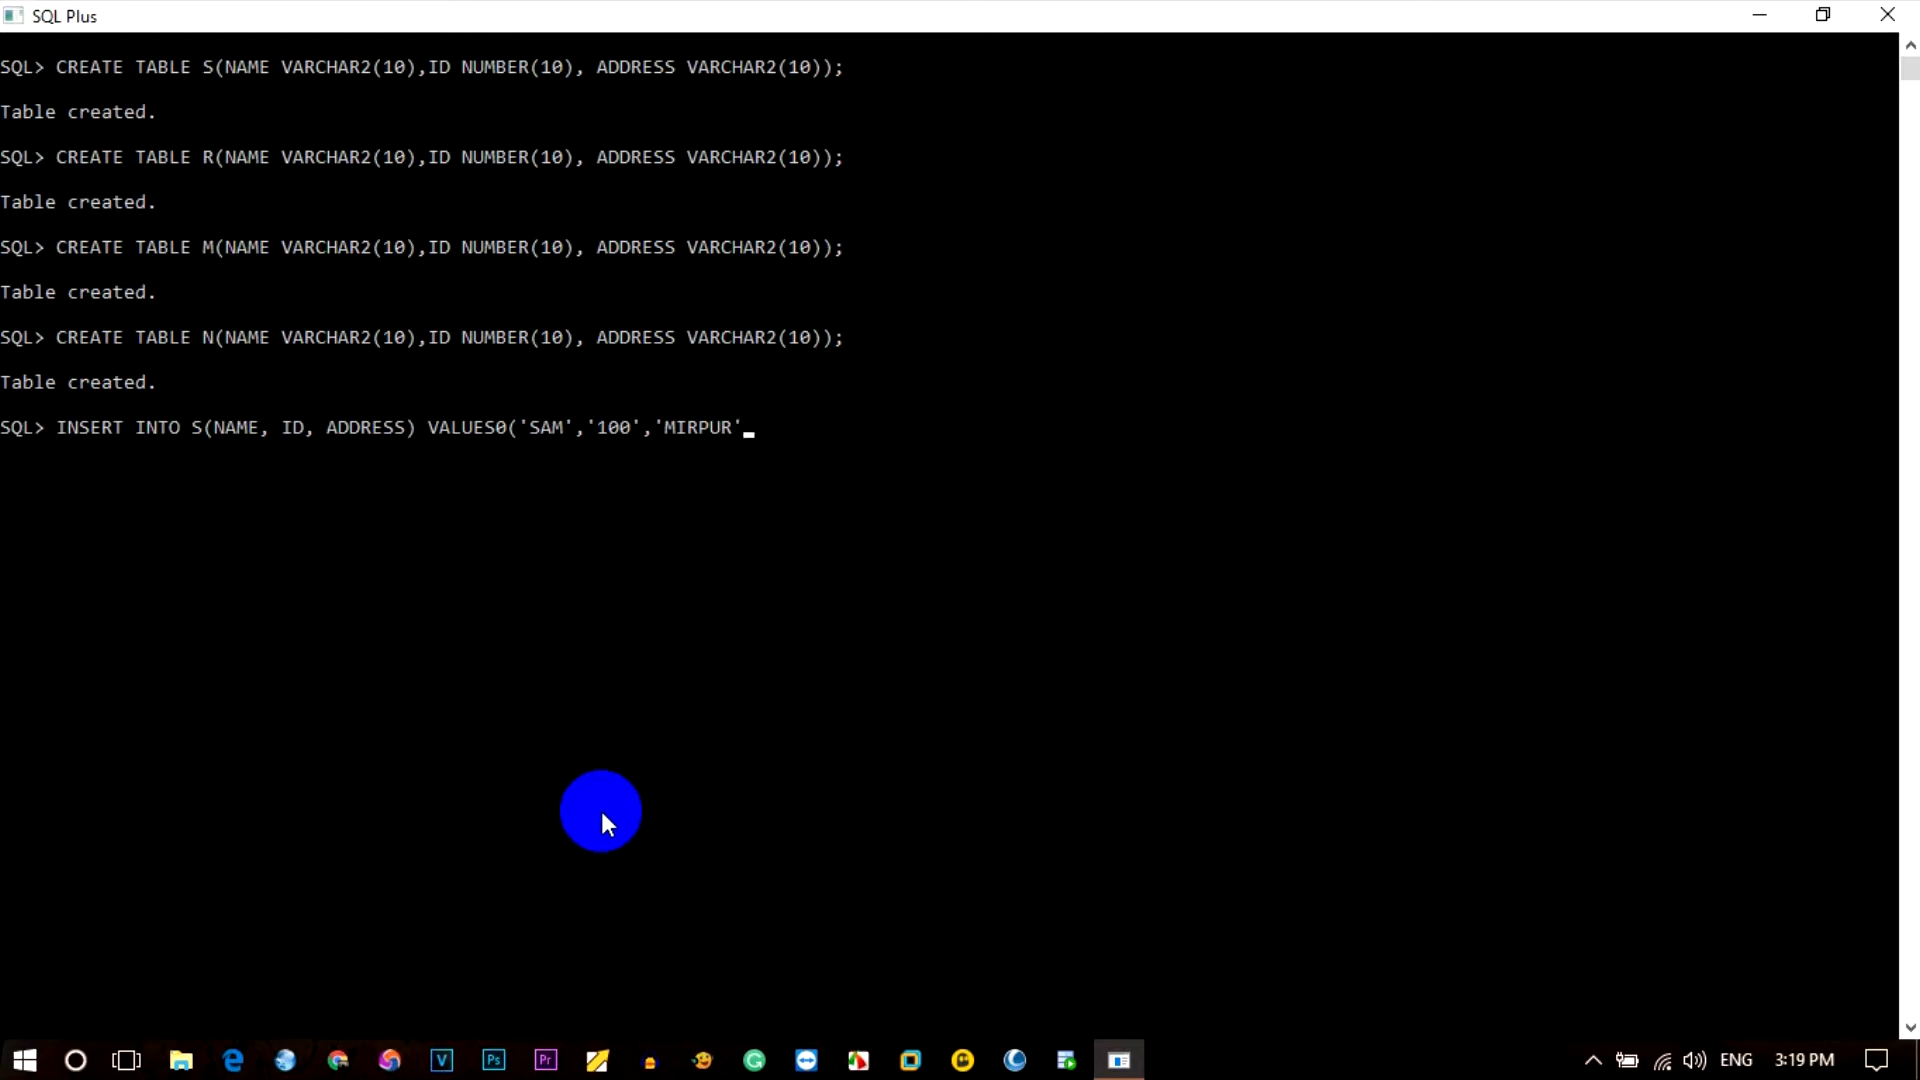 SQL Plus
SQL> CREATE TABLE S(NAME VARCHAR2(10),ID NUMBER(10), ADDRESS VARCHAR2(10));
Table created.
SQL> CREATE TABLE R(NAME VARCHAR2(10),ID NUMBER(10), ADDRESS VARCHAR2(10));
Table created.
SQL> CREATE TABLE M(NAME VARCHAR2(10),ID NUMBER(10), ADDRESS VARCHAR2(10));
Table created.
SQL> CREATE TABLE N(NAME VARCHAR2(10),ID NUMBER(10), ADDRESS VARCHAR2(10));
Table created.
SQL> INSERT INTO S(NAME, ID, ADDRESS) VALUES0('SAM','100','MIRPUR'
V Ps Pr ENG 3:19 PM